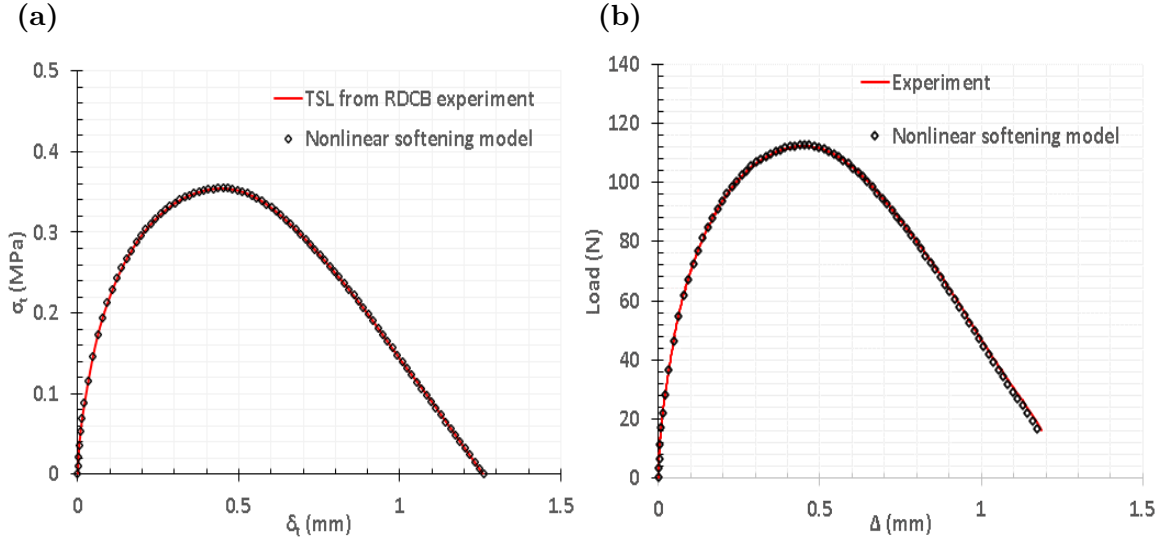 (a)
0.5
0.4
0.3
0.2
0.1
0
σt (MPa)
TSL from RDCB experiment
Nonlinear softening model
0 0.5 1 1.5
δt (mm)
(b)
140
120
100
80
60
40
20
0
Load (N)
Experiment
Nonlinear softening model
0 0.5 1 1.5
Δ (mm)